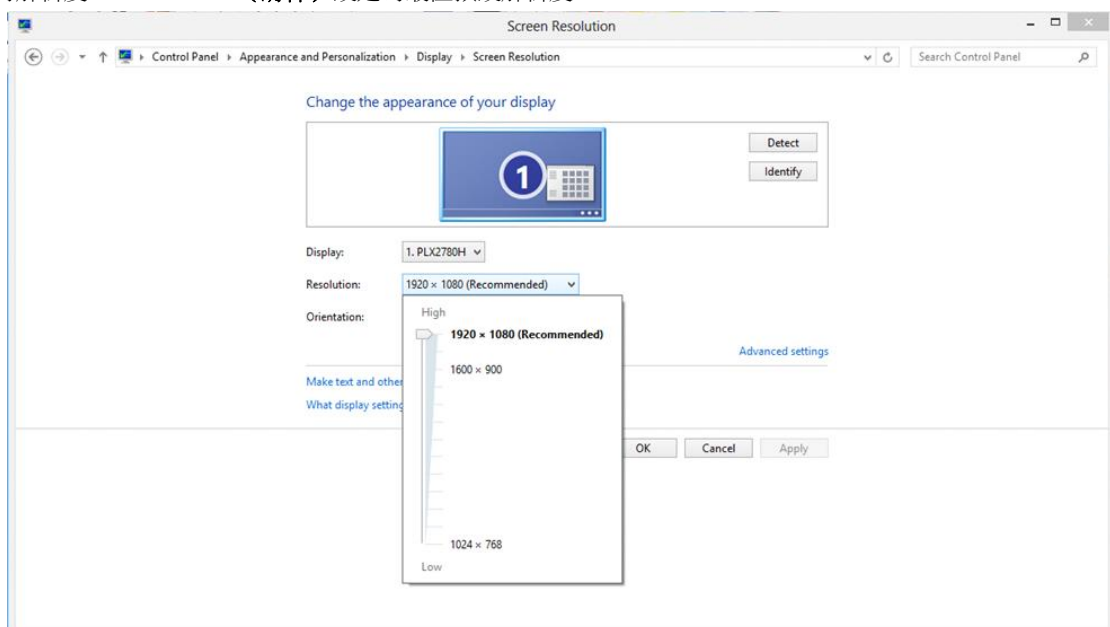 Screen Resolution
Control Panel Appearance and Personalization Display Screen Resolution
Search Control Panel
Change the appearance of your display
1
Detect
Identify
Display: 1. PLX2780H
Resolution: 1920 × 1080 (Recommended)
Orientation:
High
1920 × 1080 (Recommended)
1600 × 900
1024 × 768
Low
Advanced settings
Make text and other
What display setting
OK Cancel Apply